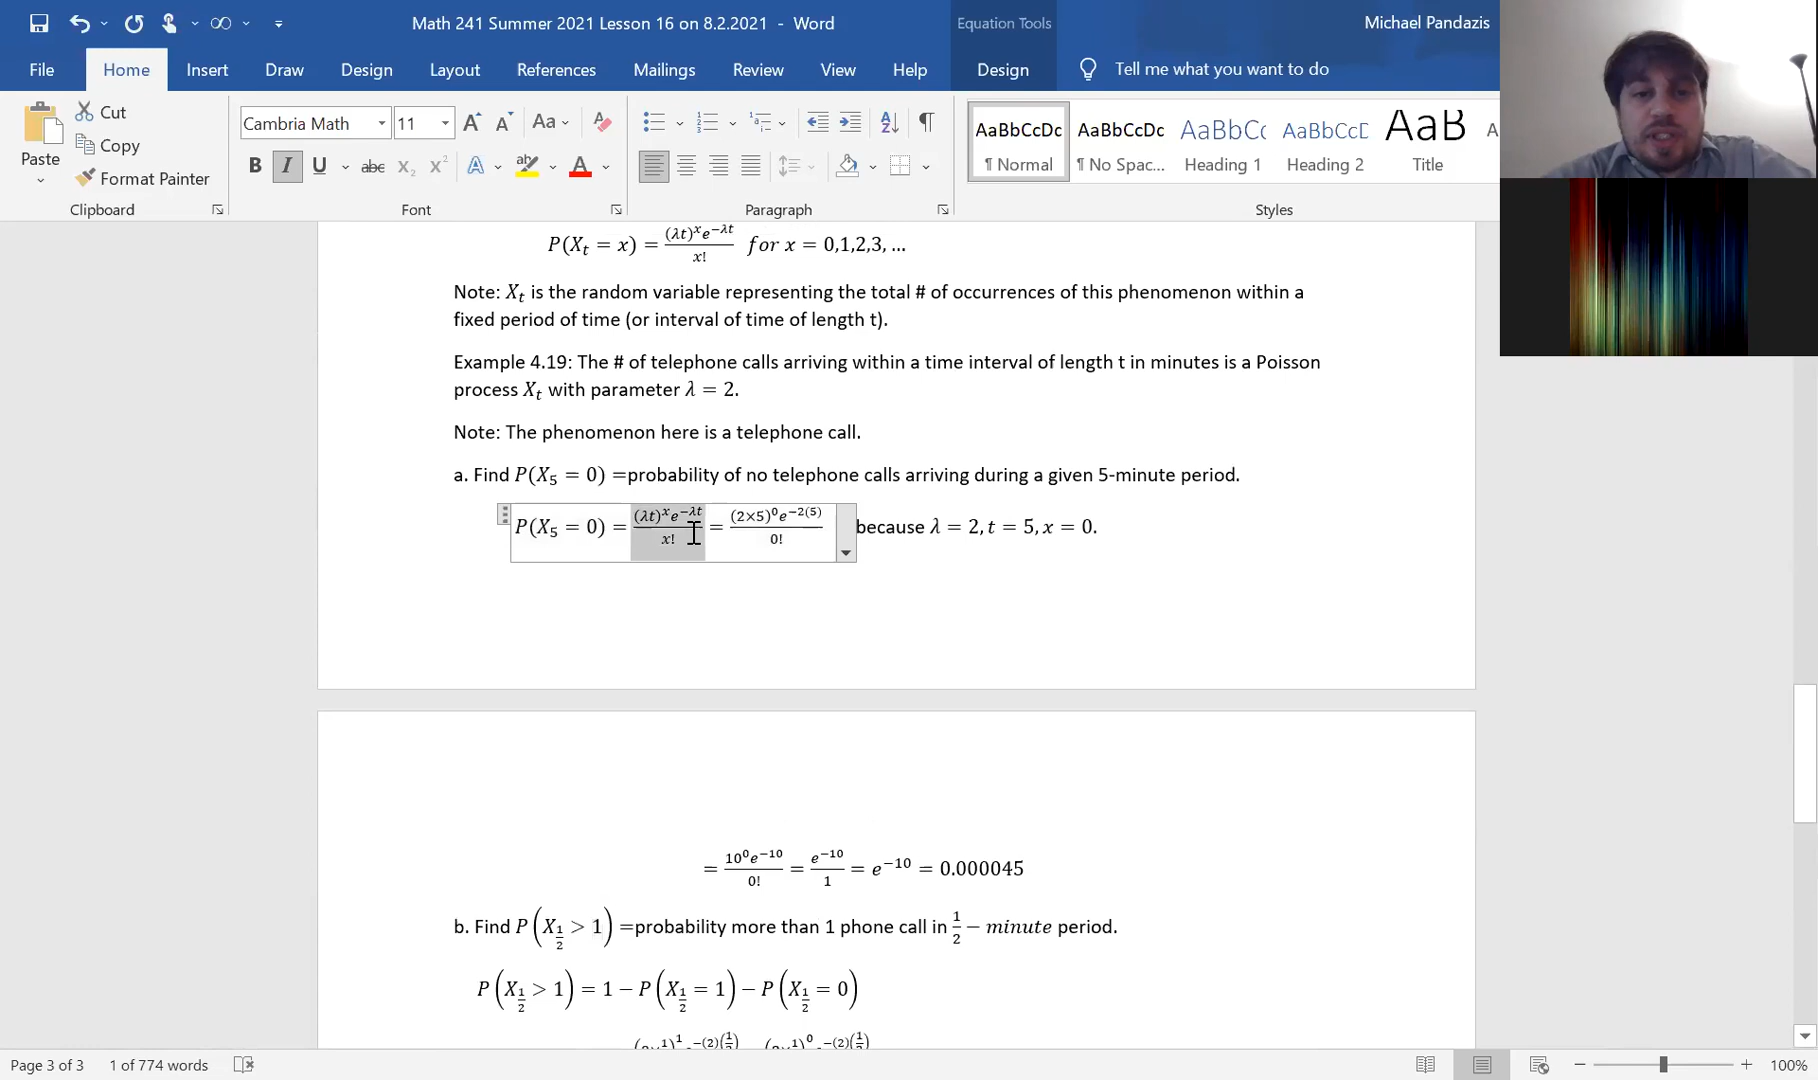 Math 241 Summer 2021 Lesson 16 on 8.2.2021 - Word
Equation Tools
Michael Pandazis
File Home Insert Draw Design Layout References Mailings Review View Help Design Tell me what you want to do
Paste
Cut
Copy
Format Painter
Cambria Math 11
Clipboard Font Paragraph Styles
AaBbCcDc ¶ Normal
AaBbCcDc ¶ No Spac...
AaBbCc Heading 1
AaBbCcD Heading 2
AaB Title
P(X_t = x) = (λt)^x e^{−λt} / x! for x = 0,1,2,3, …
Note: X_t is the random variable representing the total # of occurrences of this phenomenon within a
fixed period of time (or interval of time of length t).
Example 4.19: The # of telephone calls arriving within a time interval of length t in minutes is a Poisson
process X_t with parameter λ = 2.
Note: The phenomenon here is a telephone call.
a. Find P(X_5 = 0) =probability of no telephone calls arriving during a given 5-minute period.
P(X_5 = 0) = (λt)^x e^{−λt} / x! = (2×5)^0 e^{−2(5)} / 0! because λ = 2, t = 5, x = 0.
= 10^0 e^{−10} / 0! = e^{−10} / 1 = e^{−10} = 0.000045
b. Find P(X_{1/2} > 1) =probability more than 1 phone call in 1/2 − minute period.
P(X_{1/2} > 1) = 1 − P(X_{1/2} = 1) − P(X_{1/2} = 0)
Page 3 of 3 1 of 774 words
100%